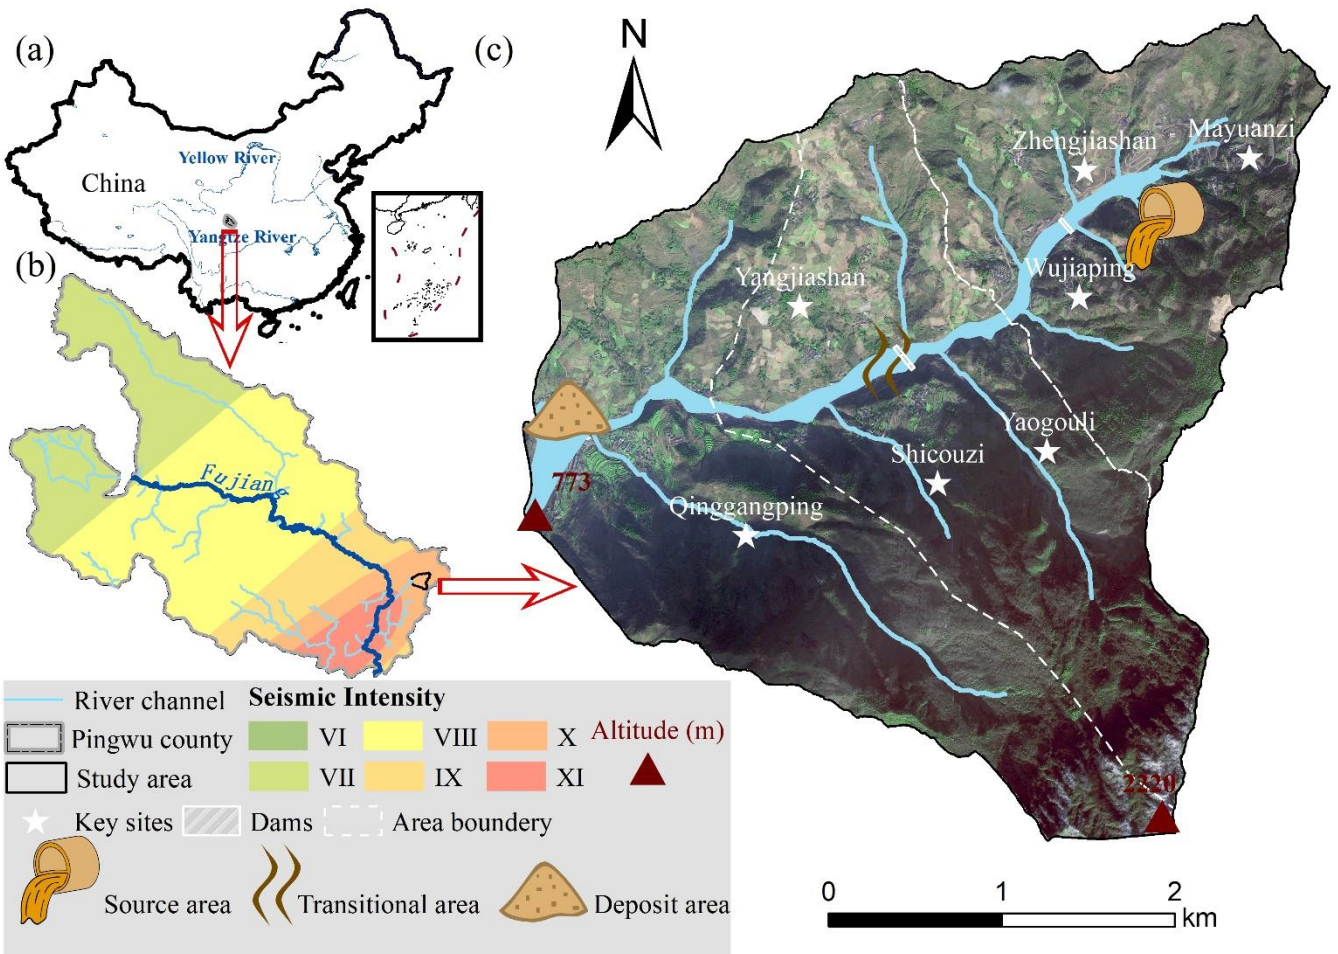 (a)
China
Yellow River
Yangtze River
(b)
Fujiang
(c)
N
Zhengjiashan
Mayuanzi
Wujiaping
Yangjiashan
Yaogouli
Shicouzi
Qinggangping
773
2220
0 1 2
km
River channel
Pingwu county
Study area
Seismic Intensity
VI VIII X
VII IX XI
Altitude (m)
Key sites Dams Area boundery
Source area Transitional area Deposit area